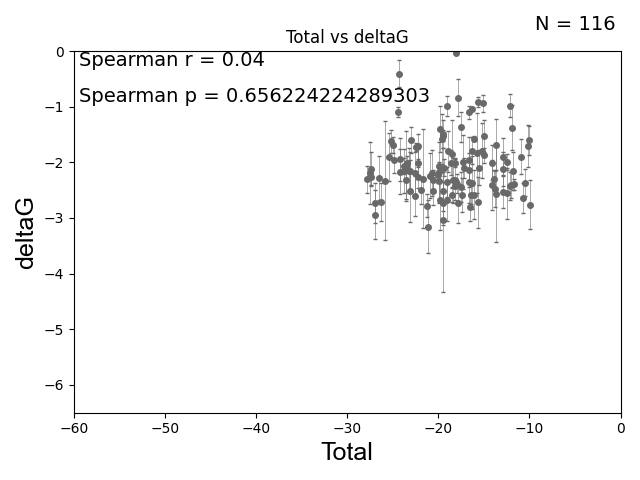 N = 116
Total vs deltaG
Spearman r = 0.04
Spearman p = 0.656224224289303
0
−1
−2
−3
−4
−5
−6
deltaG
−60 −50 −40 −30 −20 −10 0
Total